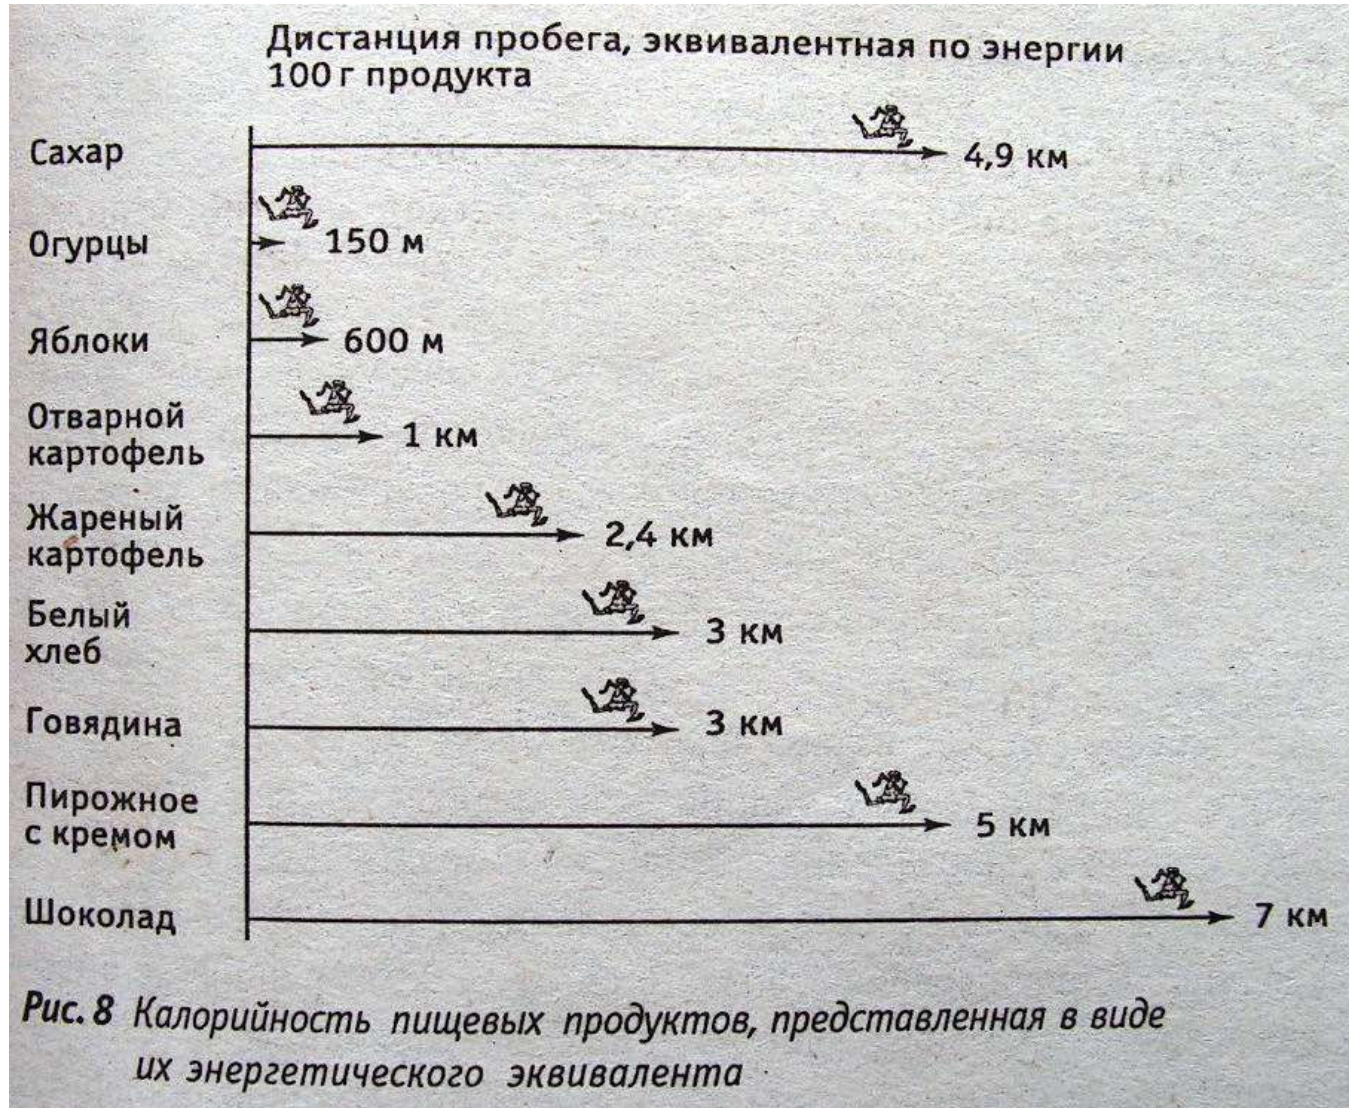 Дистанция пробега, эквивалентная по энергии
100 г продукта
Сахар
4,9 км
Огурцы
150 м
Яблоки
600 м
Отварной
картофель
1 км
Жареный
картофель
2,4 км
Белый
хлеб
3 км
Говядина
3 км
Пирожное
с кремом
5 км
Шоколад
7 км
Рис. 8 Калорийность пищевых продуктов, представленная в виде
их энергетического эквивалента